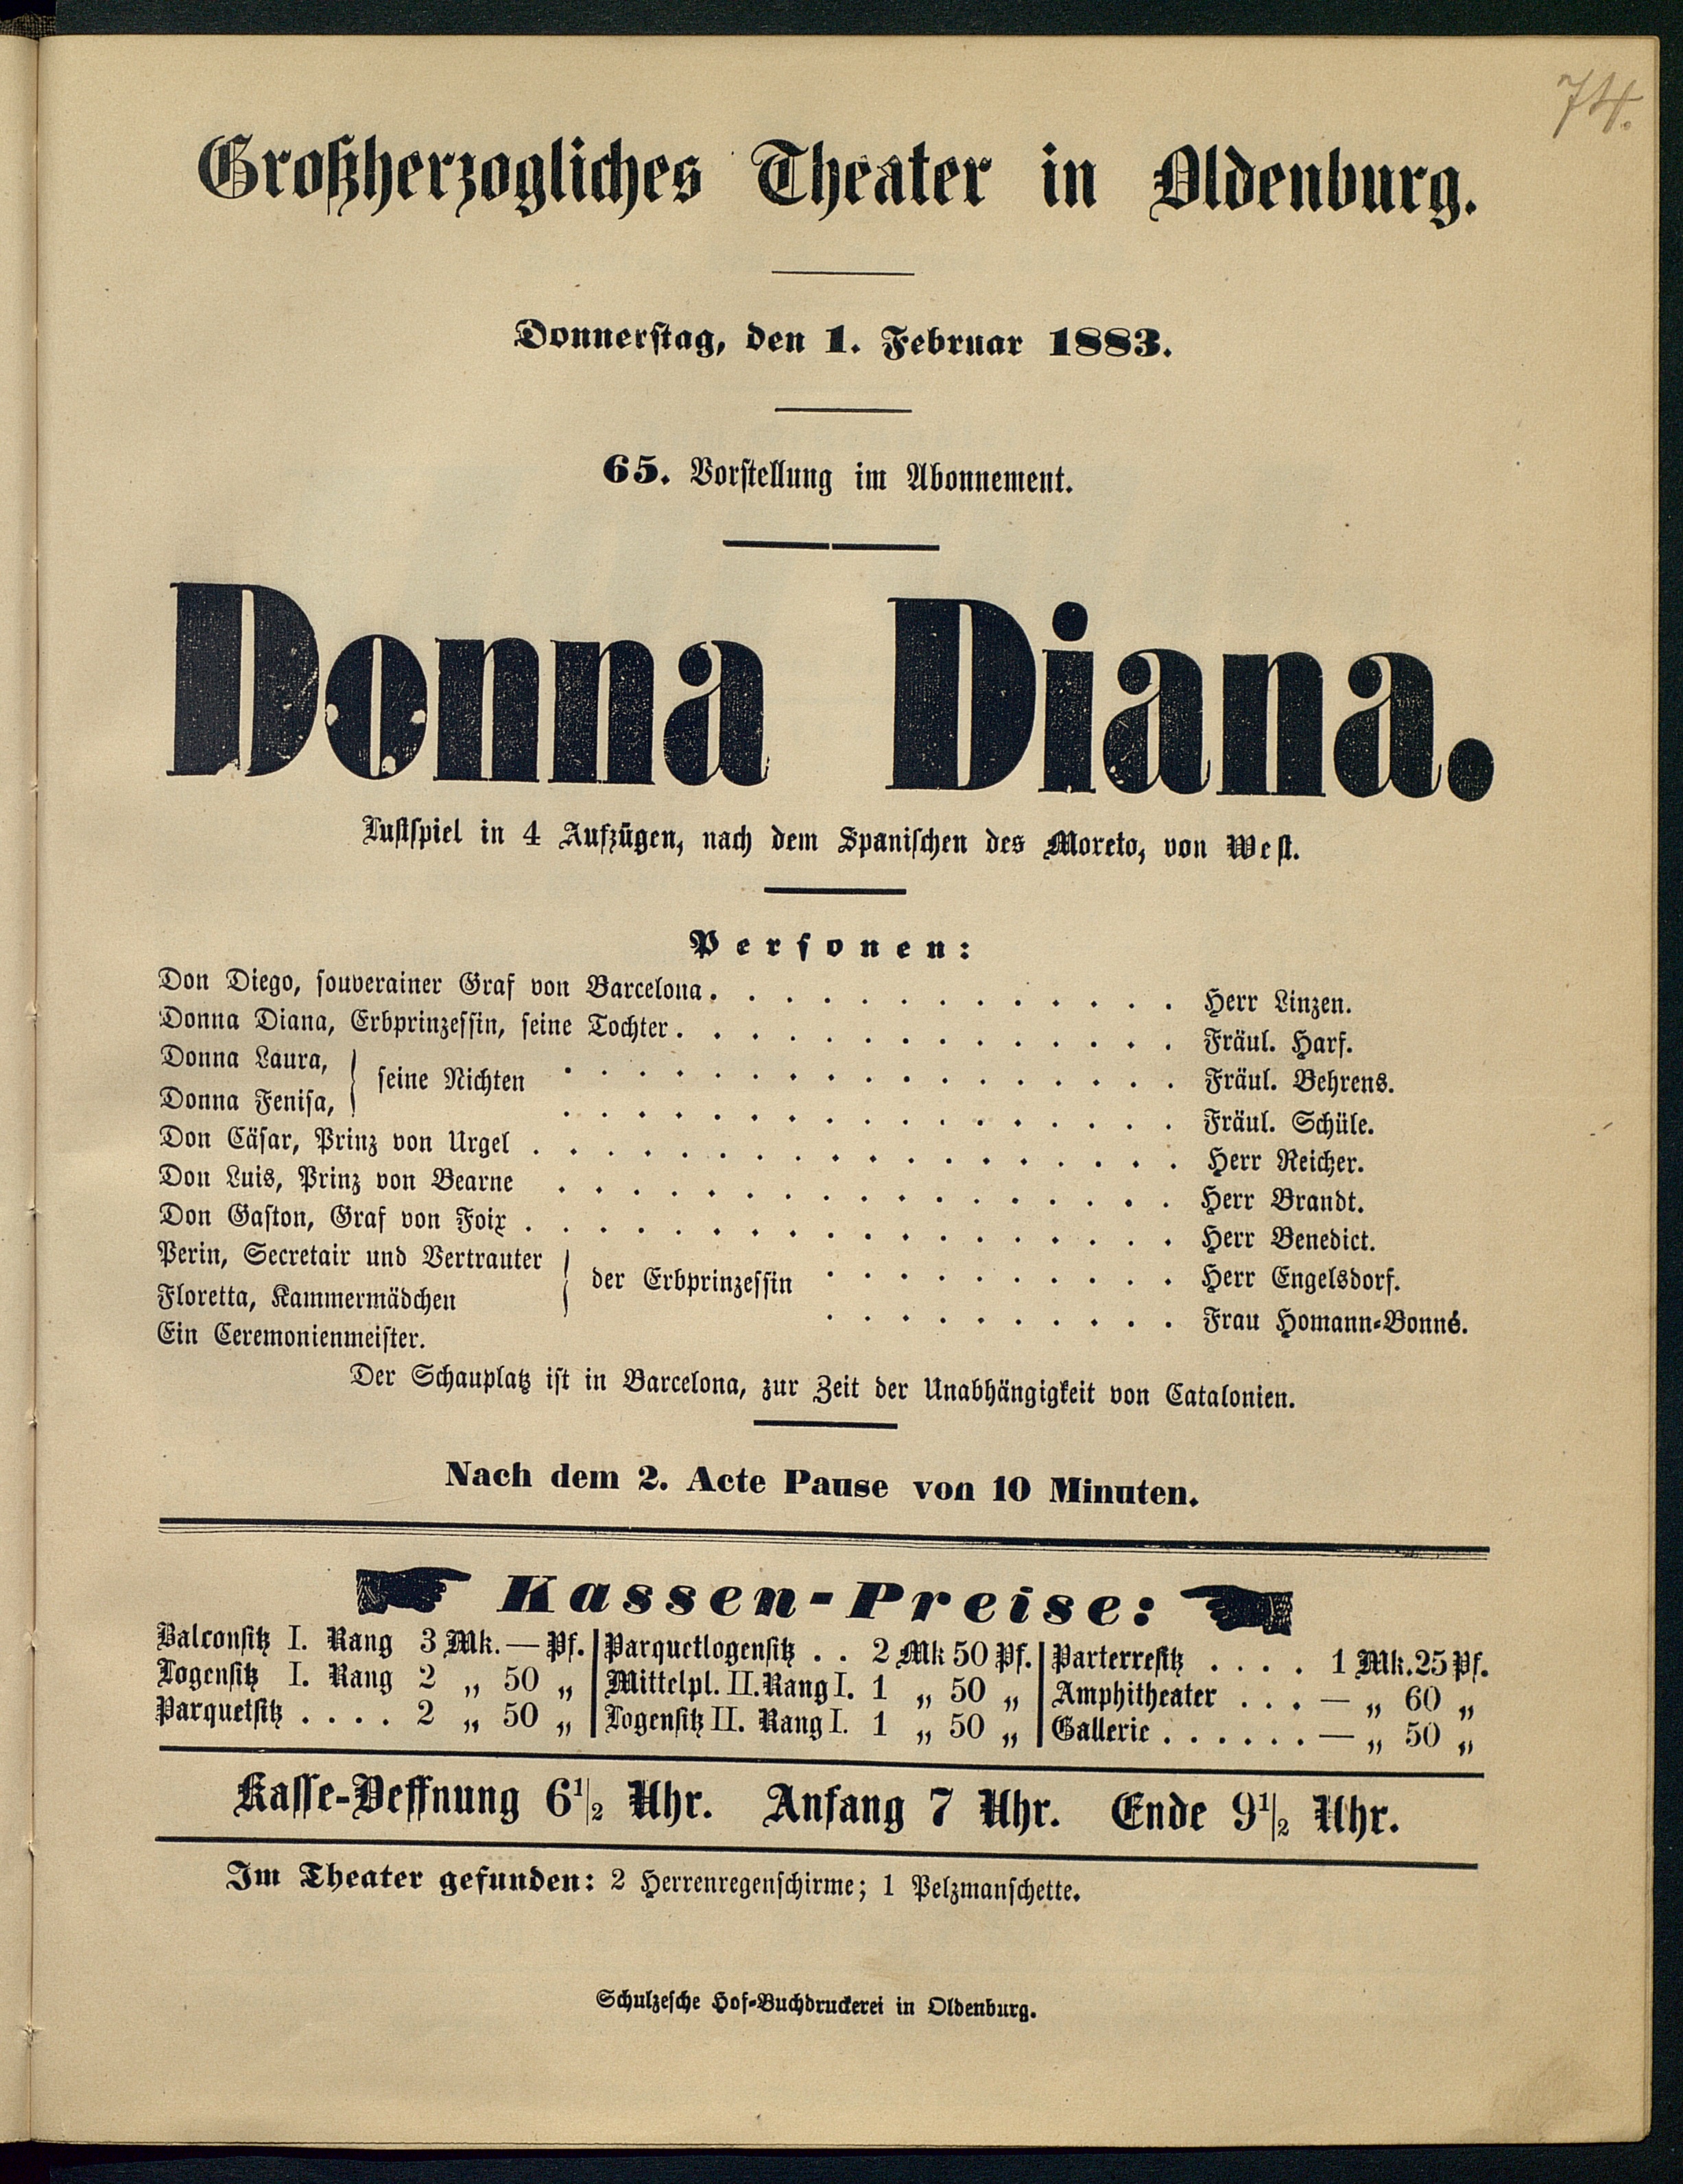 74.
Großherzogliches Theater in Oldenburg.
Donnerstag, den 1. Februar 1883.
65. Vorstellung im Abonnement.
Donna Diana.
Lustspiel in 4 Aufzügen, nach dem Spanischen des Moreto, von West.
Personen:
Don Diego, souverainer Graf von Barcelona . . . . . . . . . . . . . Herr Linzen.
Donna Diana, Erbprinzessin, seine Tochter . . . . . . . . . . . . . . Fräul. Harf.
Donna Laura, } seine Nichten . . . . . . . . . . . . . . . . . Fräul. Behrens.
Donna Fenisa, . . . . . . . . . . . . . . . . . Fräul. Schüle.
Don Cäsar, Prinz von Urgel . . . . . . . . . . . . . . . . . . Herr Reicher.
Don Luis, Prinz von Bearne . . . . . . . . . . . . . . . . . Herr Brandt.
Don Gaston, Graf von Foix . . . . . . . . . . . . . . . . . . Herr Benedict.
Perin, Secretair und Vertrauter } der Erbprinzessin . . . . . . . . . . Herr Engelsdorf.
Floretta, Kammermädchen . . . . . . . . . . Frau Homann-Bonné.
Ein Ceremonienmeister.
Der Schauplatz ist in Barcelona, zur Zeit der Unabhängigkeit von Catalonien.
Nach dem 2. Acte Pause von 10 Minuten.
Kassen-Preise:
Balconsitz I. Rang 3 Mk. — Pf. | Parquetlogensitz . . 2 Mk 50 Pf. | Parterresitz . . . . 1 Mk. 25 Pf.
Logensitz I. Rang 2 „ 50 „ | Mittelpl. II. Rang I. 1 „ 50 „ | Amphitheater . . . — „ 60 „
Parquetsitz . . . . 2 „ 50 „ | Logensitz II. Rang I. 1 „ 50 „ | Gallerie . . . . . . — „ 50 „
Kasse-Oeffnung 6½ Uhr. Anfang 7 Uhr. Ende 9½ Uhr.
Im Theater gefunden: 2 Herrenregenschirme; 1 Pelzmanschette.
Schulzesche Hof-Buchdruckerei in Oldenburg.